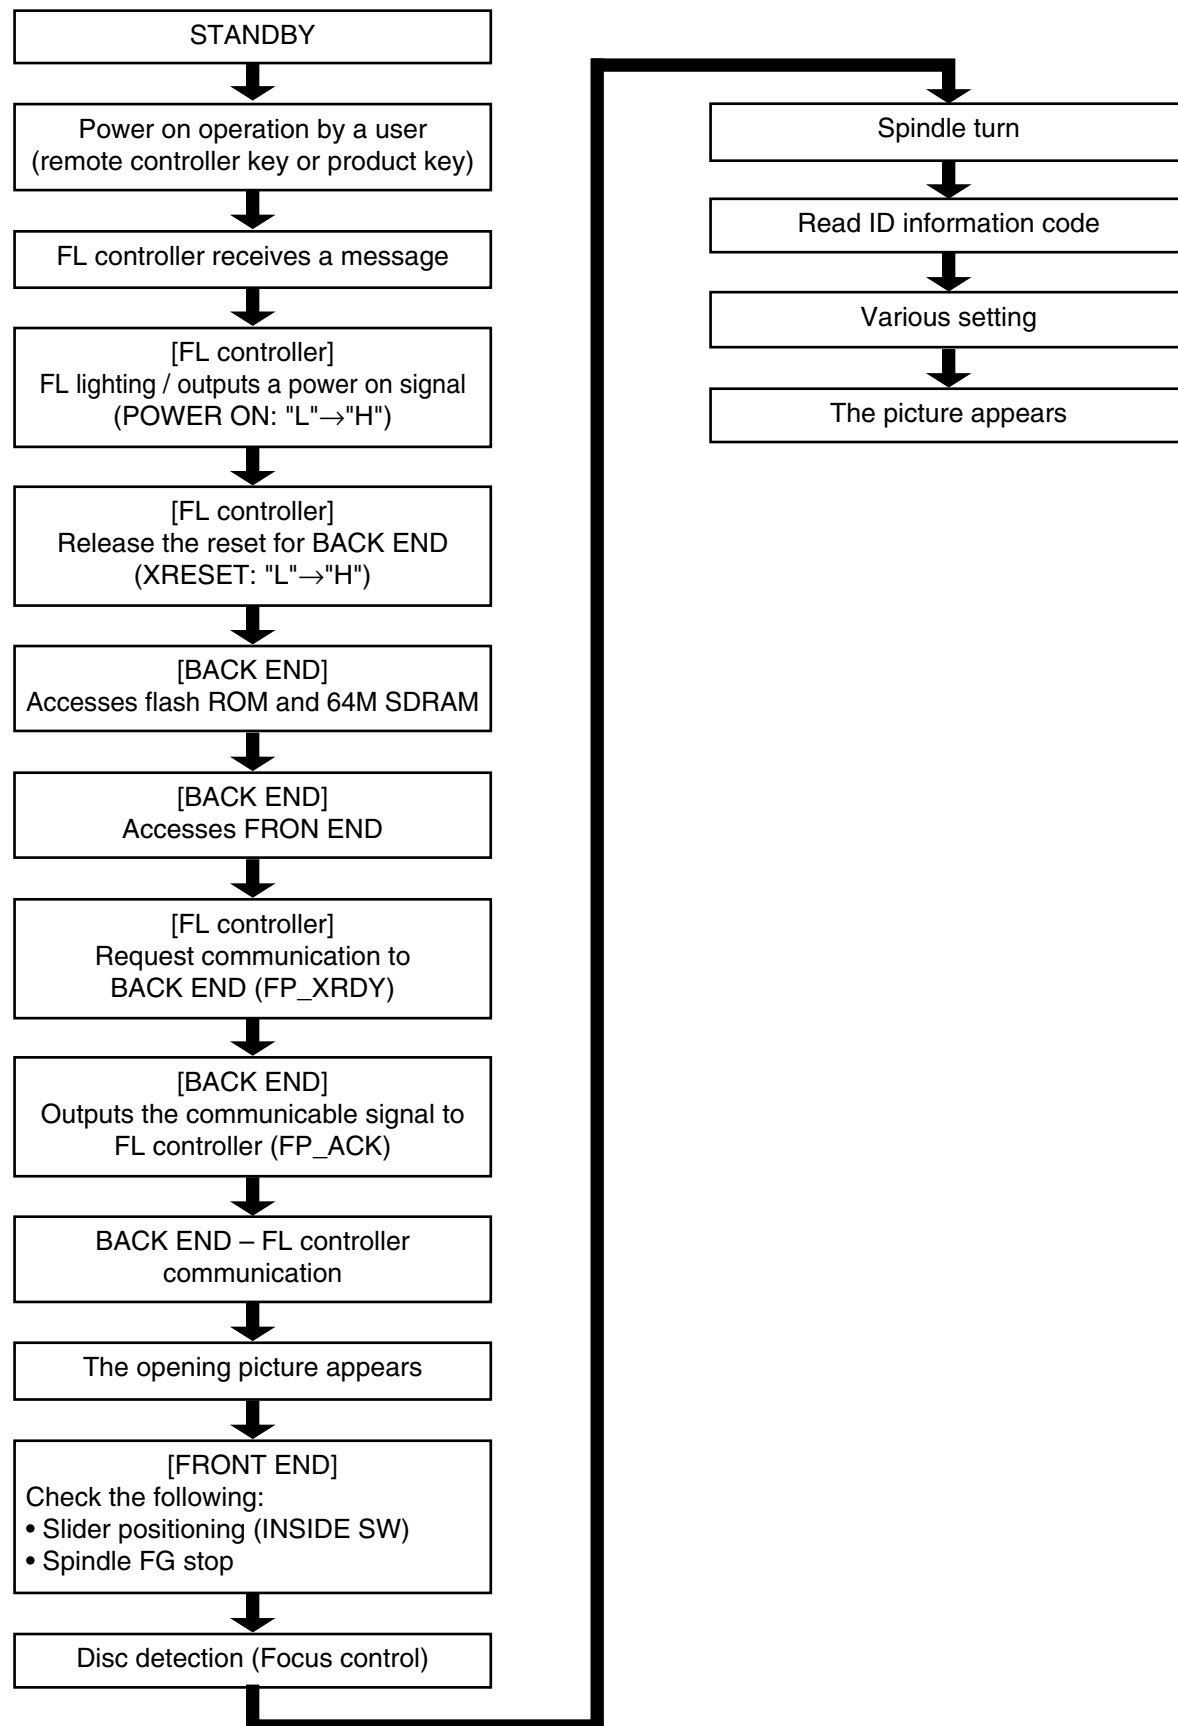 STANDBY
Power on operation by a user
(remote controller key or product key)
FL controller receives a message
[FL controller]
FL lighting / outputs a power on signal
(POWER ON: "L"→"H")
[FL controller]
Release the reset for BACK END
(XRESET: "L"→"H")
[BACK END]
Accesses flash ROM and 64M SDRAM
[BACK END]
Accesses FRON END
[FL controller]
Request communication to
BACK END (FP_XRDY)
[BACK END]
Outputs the communicable signal to
FL controller (FP_ACK)
BACK END – FL controller
communication
The opening picture appears
[FRONT END]
Check the following:
• Slider positioning (INSIDE SW)
• Spindle FG stop
Disc detection (Focus control)
Spindle turn
Read ID information code
Various setting
The picture appears